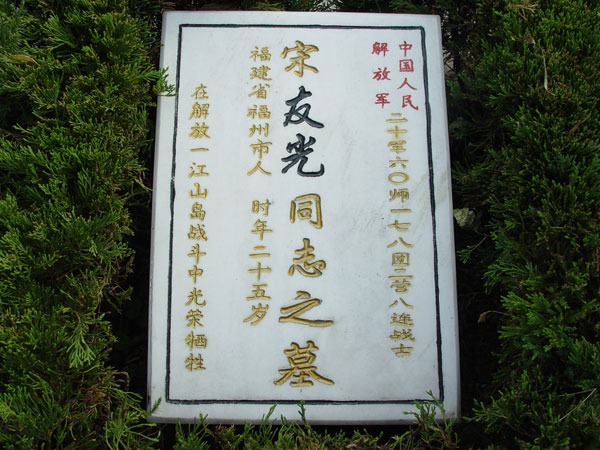 中国人民
解放军
二十军六〇师一七八团二营八连战士
宋友光同志之墓
福建省福州市人 时年二十五岁
在解放一江山岛战斗中光荣牺牲